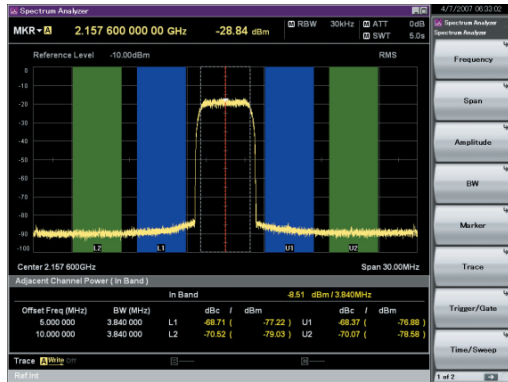 Spectrum Analyzer
4/7/2007 06:33:02
MKR A 2.157 600 000 00 GHz -28.84 dBm
RBW 30kHz ATT 0dB
SWT 5.0s
Spectrum Analyzer
Spectrum Analyzer
Reference Level -10.00dBm RMS
0
-10
-20
-30
-40
-50
-60
-70
-80
-90
-100
L2 L1 U1 U2
Center 2.157 600GHz Span 30.00MHz
Adjacent Channel Power ( In Band )
In Band -8.51 dBm / 3.840MHz
Offset Freq (MHz) BW (MHz) dBc / dBm dBc / dBm
5.000 000 3.840 000 L1 -68.71 ( -77.22 ) U1 -68.37 ( -76.88 )
10.000 000 3.840 000 L2 -70.52 ( -79.03 ) U2 -70.07 ( -78.58 )
Trace A Write Off
Ref.Int
Frequency
Span
Amplitude
BW
Marker
Trace
Trigger/Gate
Time/Sweep
1 of 2